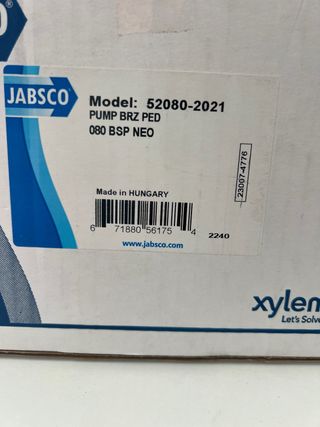 JABSCO
Model: 52080-2021
PUMP BRZ PED
080 BSP NEO
23007-4776
Made in HUNGARY
6 71880 56175 4
2240
www.jabsco.com
xylem
Let's Solve